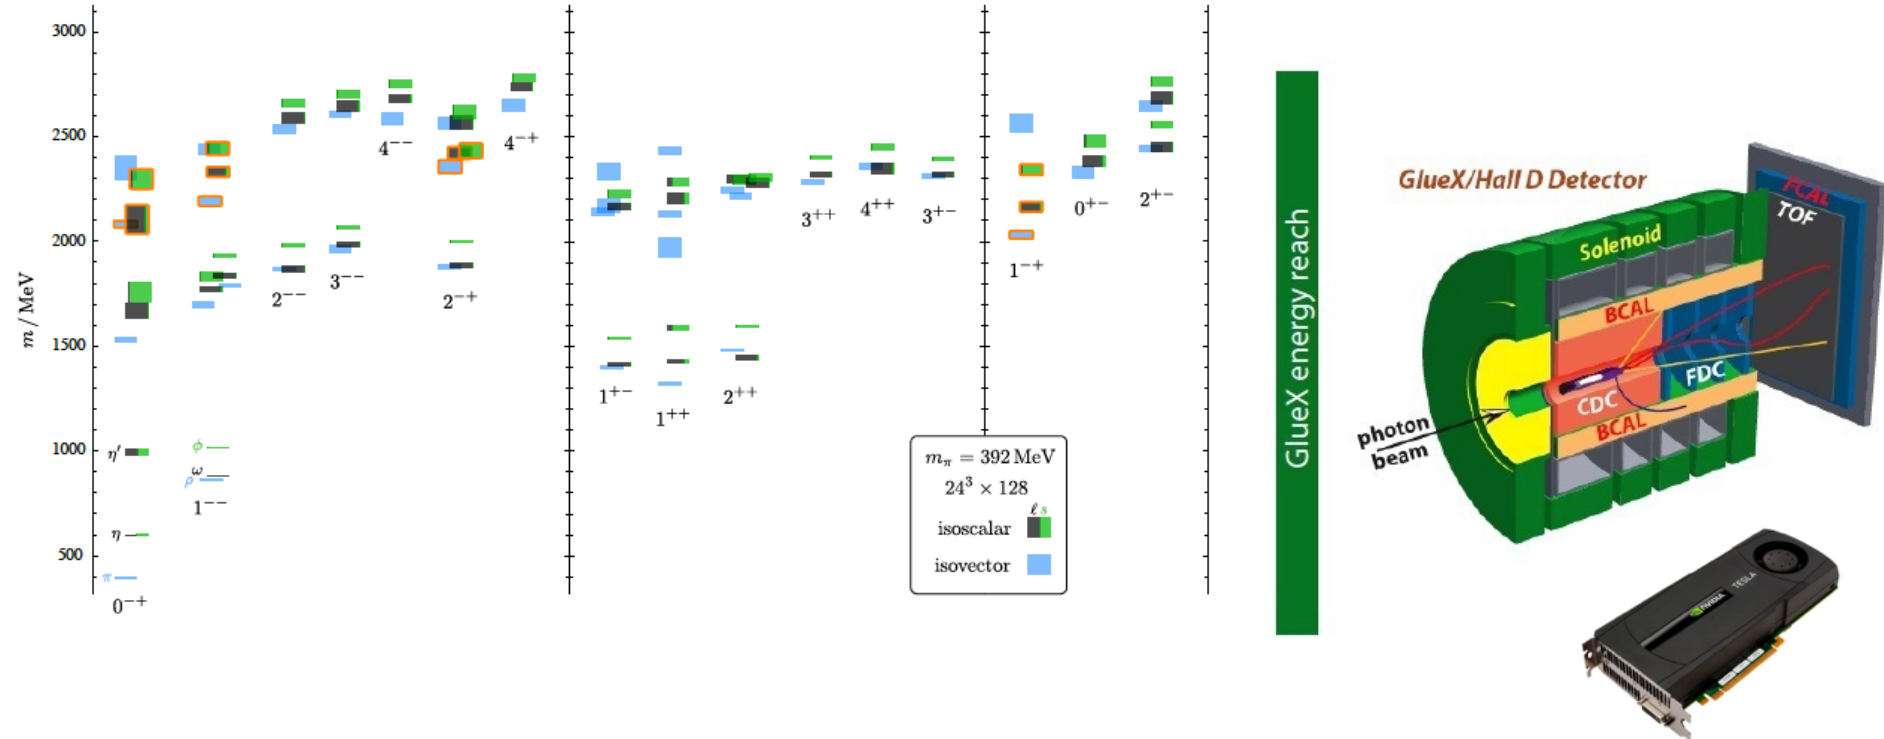 3000
2500
2000
1500
1000
500
m / MeV
η′
η
π
0⁻⁺
ϕ
ω
ρ
1⁻⁻
2⁻⁻
3⁻⁻
4⁻⁻
2⁻⁺
4⁻⁺
1⁺⁻
1⁺⁺
2⁺⁺
3⁺⁺
4⁺⁺
3⁺⁻
1⁻⁺
0⁺⁻
2⁺⁻
mπ = 392 MeV
24³ × 128
ℓ s
isoscalar
isovector
GlueX energy reach
GlueX/Hall D Detector
FCAL
TOF
Solenoid
BCAL
FDC
CDC
BCAL
photon
beam
NVIDIA
TESLA